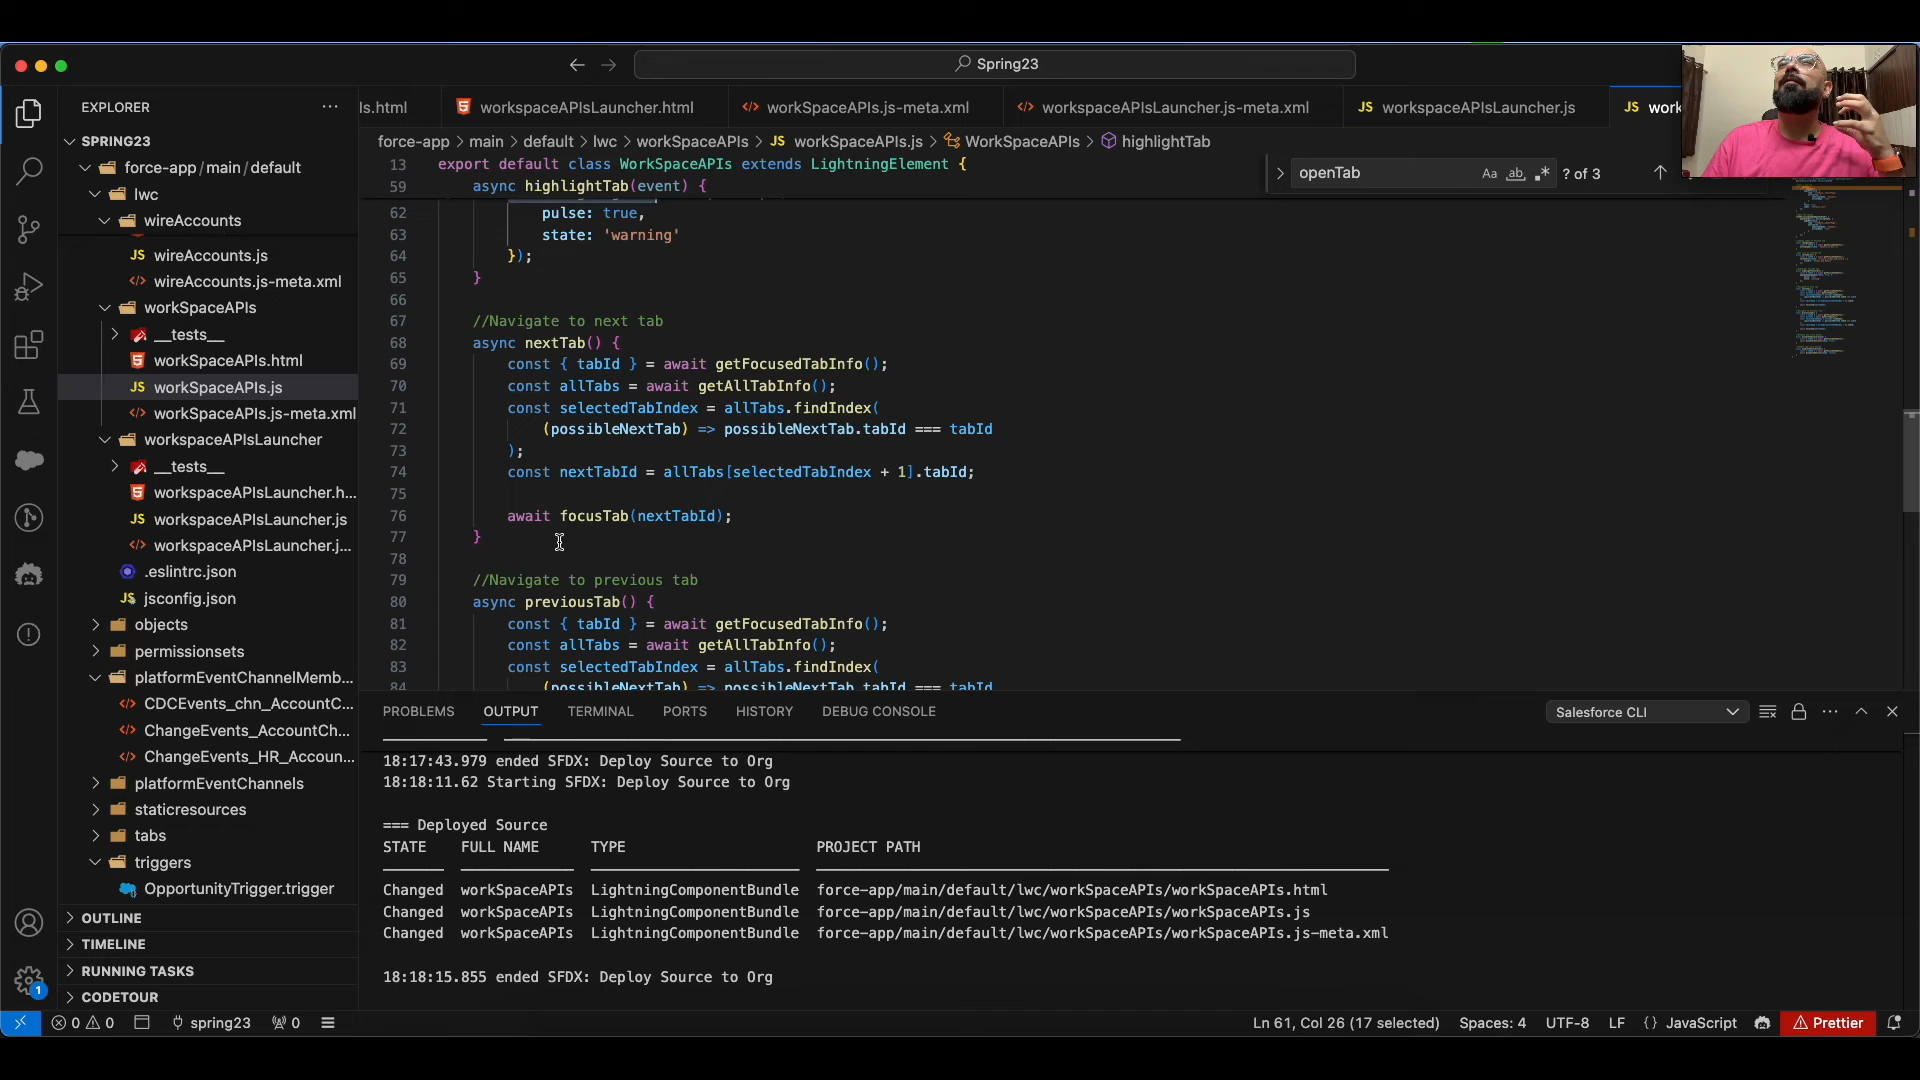 Spring23
EXPLORER
ls.html
workspaceAPIsLauncher.html
workSpaceAPIs.js-meta.xml
workspaceAPIsLauncher.js-meta.xml
workspaceAPIsLauncher.js
SPRING23
force-app > main > default > lwc > workSpaceAPIs > workSpaceAPIs.js > WorkSpaceAPIs > highlightTab
force-app / main / default
lwc
wireAccounts
wireAccounts.js
wireAccounts.js-meta.xml
workSpaceAPIs
__tests__
workSpaceAPIs.html
workSpaceAPIs.js
workSpaceAPIs.js-meta.xml
workspaceAPIsLauncher
__tests__
workspaceAPIsLauncher.h...
workspaceAPIsLauncher.js
workspaceAPIsLauncher.j...
.eslintrc.json
jsconfig.json
objects
permissionsets
platformEventChannelMemb...
CDCEvents_chn_AccountC...
ChangeEvents_AccountCh...
ChangeEvents_HR_Accoun...
platformEventChannels
staticresources
tabs
triggers
OpportunityTrigger.trigger
OUTLINE
TIMELINE
RUNNING TASKS
CODETOUR
openTab
Aa
ab
? of 3
13 export default class WorkSpaceAPIs extends LightningElement {
59 async highlightTab(event) {
62 pulse: true,
63 state: 'warning'
64 });
65 }
66
67 //Navigate to next tab
68 async nextTab() {
69 const { tabId } = await getFocusedTabInfo();
70 const allTabs = await getAllTabInfo();
71 const selectedTabIndex = allTabs.findIndex(
72 (possibleNextTab) => possibleNextTab.tabId === tabId
73 );
74 const nextTabId = allTabs[selectedTabIndex + 1].tabId;
75
76 await focusTab(nextTabId);
77 }
78
79 //Navigate to previous tab
80 async previousTab() {
81 const { tabId } = await getFocusedTabInfo();
82 const allTabs = await getAllTabInfo();
83 const selectedTabIndex = allTabs.findIndex(
84 (possibleNextTab) => possibleNextTab.tabId === tabId
PROBLEMS OUTPUT TERMINAL PORTS HISTORY DEBUG CONSOLE
Salesforce CLI
18:17:43.979 ended SFDX: Deploy Source to Org
18:18:11.62 Starting SFDX: Deploy Source to Org
=== Deployed Source
STATE FULL NAME TYPE PROJECT PATH
Changed workSpaceAPIs LightningComponentBundle force-app/main/default/lwc/workSpaceAPIs/workSpaceAPIs.html
Changed workSpaceAPIs LightningComponentBundle force-app/main/default/lwc/workSpaceAPIs/workSpaceAPIs.js
Changed workSpaceAPIs LightningComponentBundle force-app/main/default/lwc/workSpaceAPIs/workSpaceAPIs.js-meta.xml
18:18:15.855 ended SFDX: Deploy Source to Org
1
0 0 spring23 0
Ln 61, Col 26 (17 selected) Spaces: 4 UTF-8 LF {} JavaScript Prettier